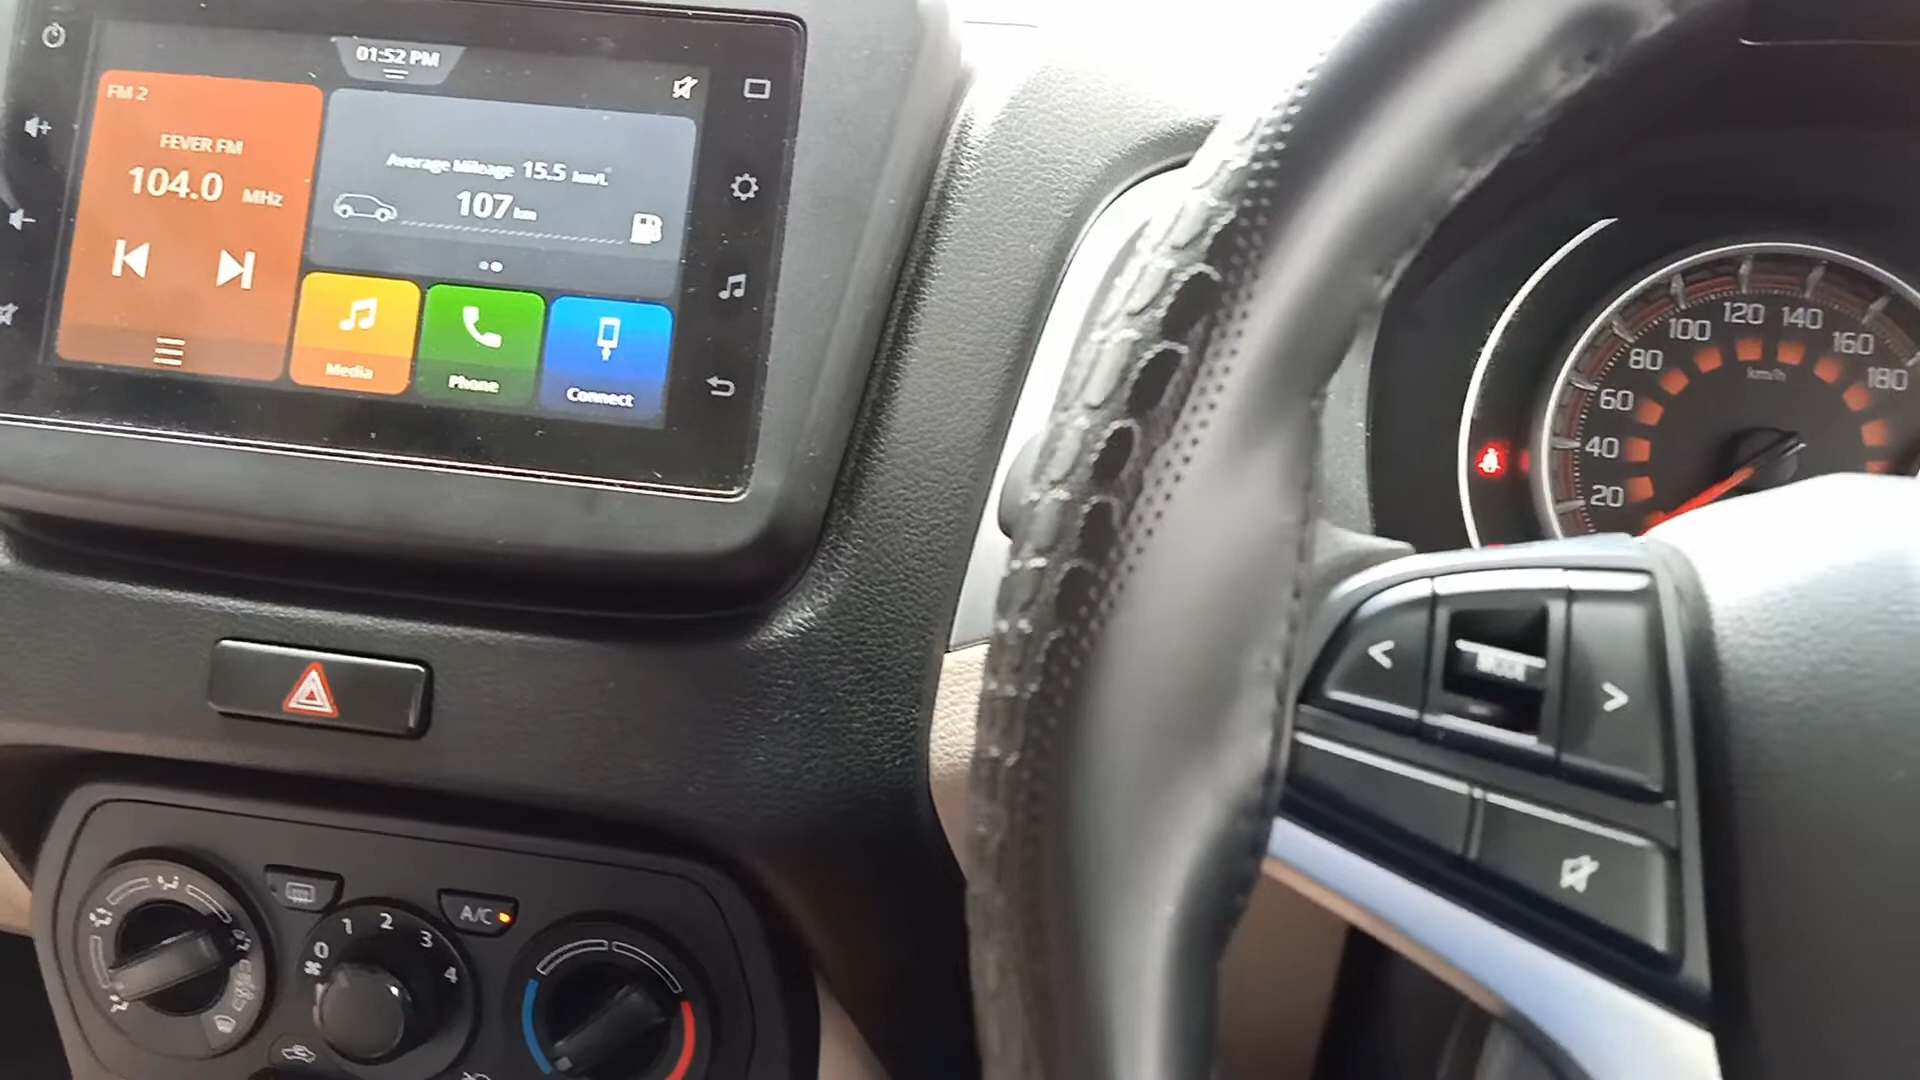 01:52 PM
FM 2
FEVER FM
104.0 MHz
Average Mileage 15.5 km/L
107 km
Media
Phone
Connect
20
40
60
80
100
120
140
160
180
km/h
MODE
A/C
0
1
2
3
4